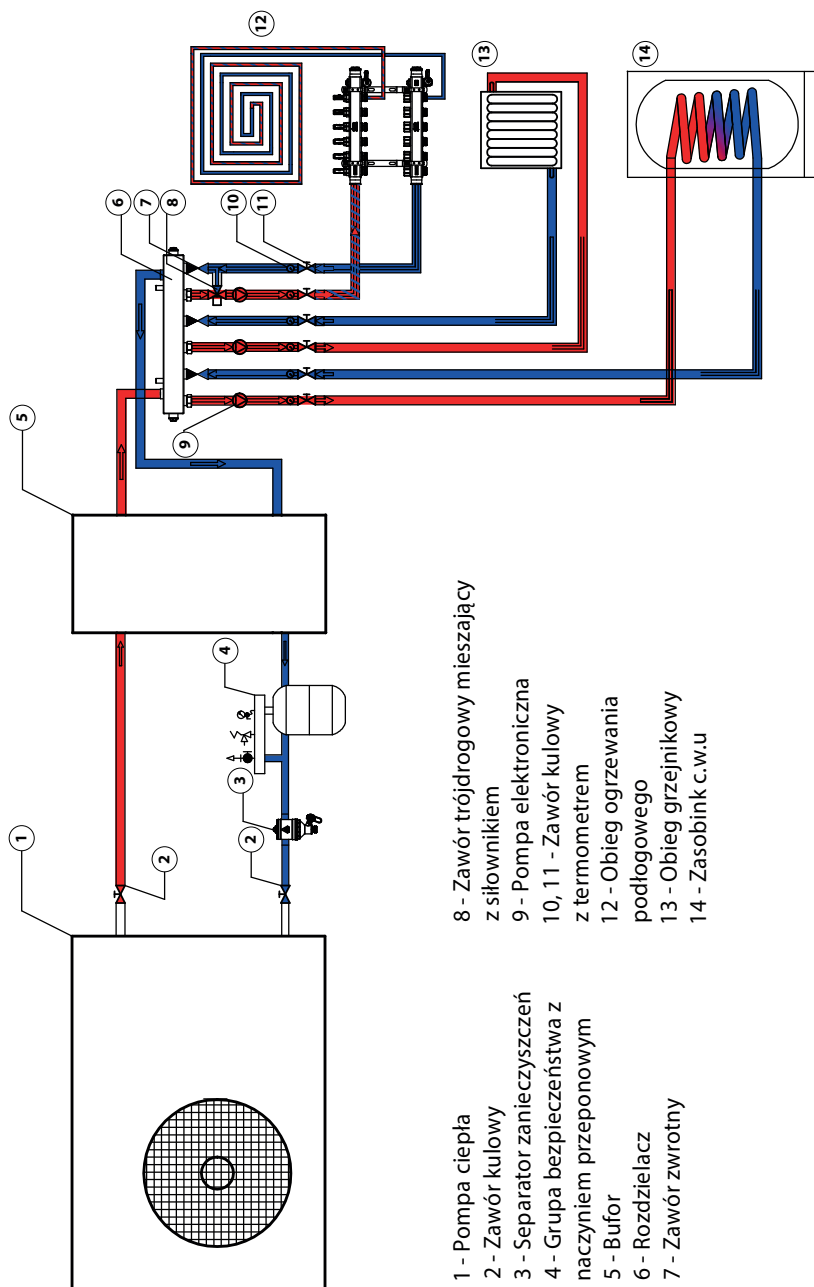 1
2
2
3
4
5
6
7
8
9
10
11
12
13
14
1 - Pompa ciepła
2 - Zawór kulowy
3 - Separator zanieczyszczeń
4 - Grupa bezpieczeństwa z
naczyniem przeponowym
5 - Bufor
6 - Rozdzielacz
7 - Zawór zwrotny
8 - Zawór trójdrogowy mieszający
z siłownikiem
9 - Pompa elektroniczna
10, 11 - Zawór kulowy
z termometrem
12 - Obieg ogrzewania
podłogowego
13 - Obieg grzejnikowy
14 - Zasobink c.w.u